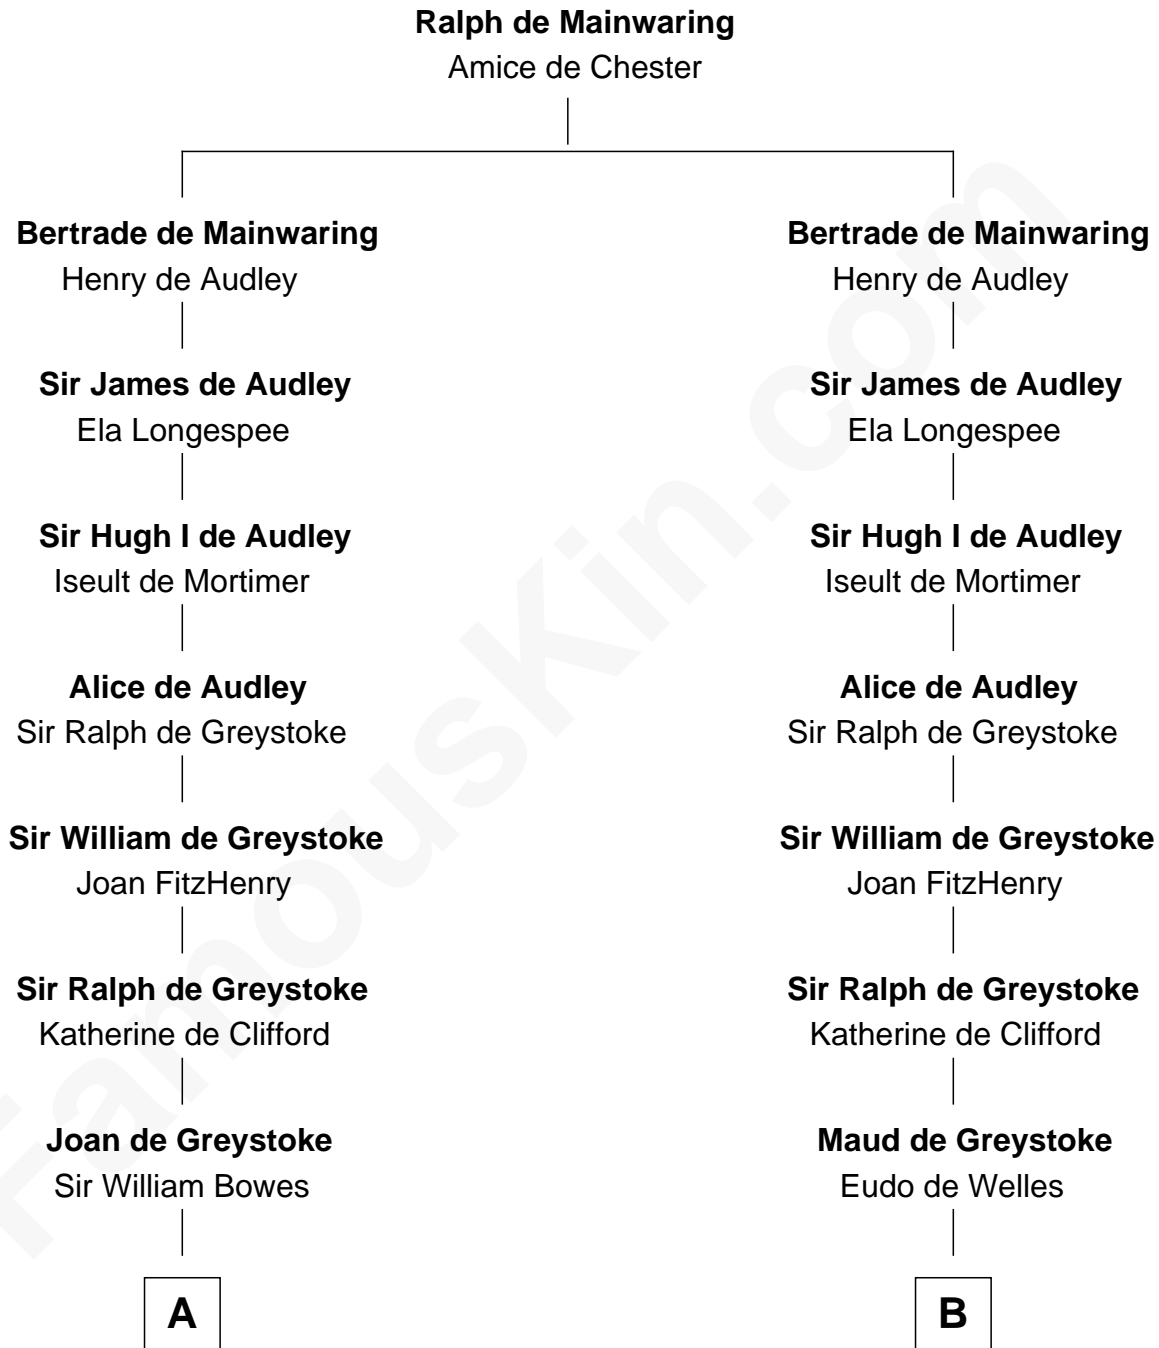 Ralph de Mainwaring
Amice de Chester
Bertrade de Mainwaring
Henry de Audley
Sir James de Audley
Ela Longespee
Sir Hugh I de Audley
Iseult de Mortimer
Alice de Audley
Sir Ralph de Greystoke
Sir William de Greystoke
Joan FitzHenry
Sir Ralph de Greystoke
Katherine de Clifford
Joan de Greystoke
Sir William Bowes
A
Bertrade de Mainwaring
Henry de Audley
Sir James de Audley
Ela Longespee
Sir Hugh I de Audley
Iseult de Mortimer
Alice de Audley
Sir Ralph de Greystoke
Sir William de Greystoke
Joan FitzHenry
Sir Ralph de Greystoke
Katherine de Clifford
Maud de Greystoke
Eudo de Welles
B
FamousKin.com